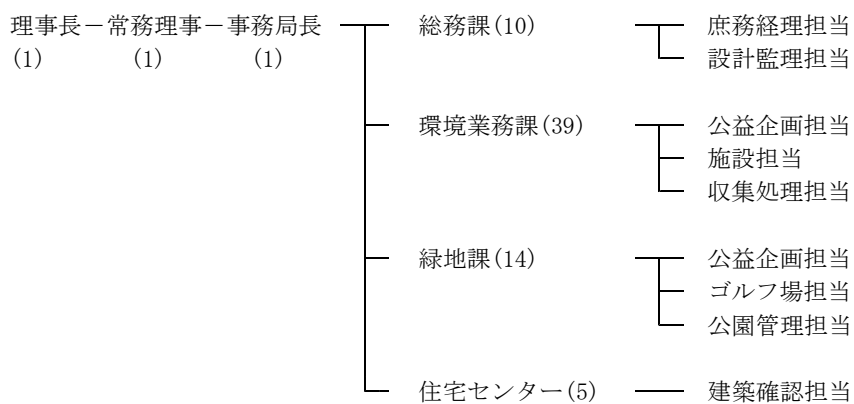 理事長－常務理事－事務局長 総務課(10) 庶務経理担当
(1) (1) (1) 設計監理担当
環境業務課(39) 公益企画担当
施設担当
収集処理担当
緑地課(14) 公益企画担当
ゴルフ場担当
公園管理担当
住宅センター(5) 建築確認担当